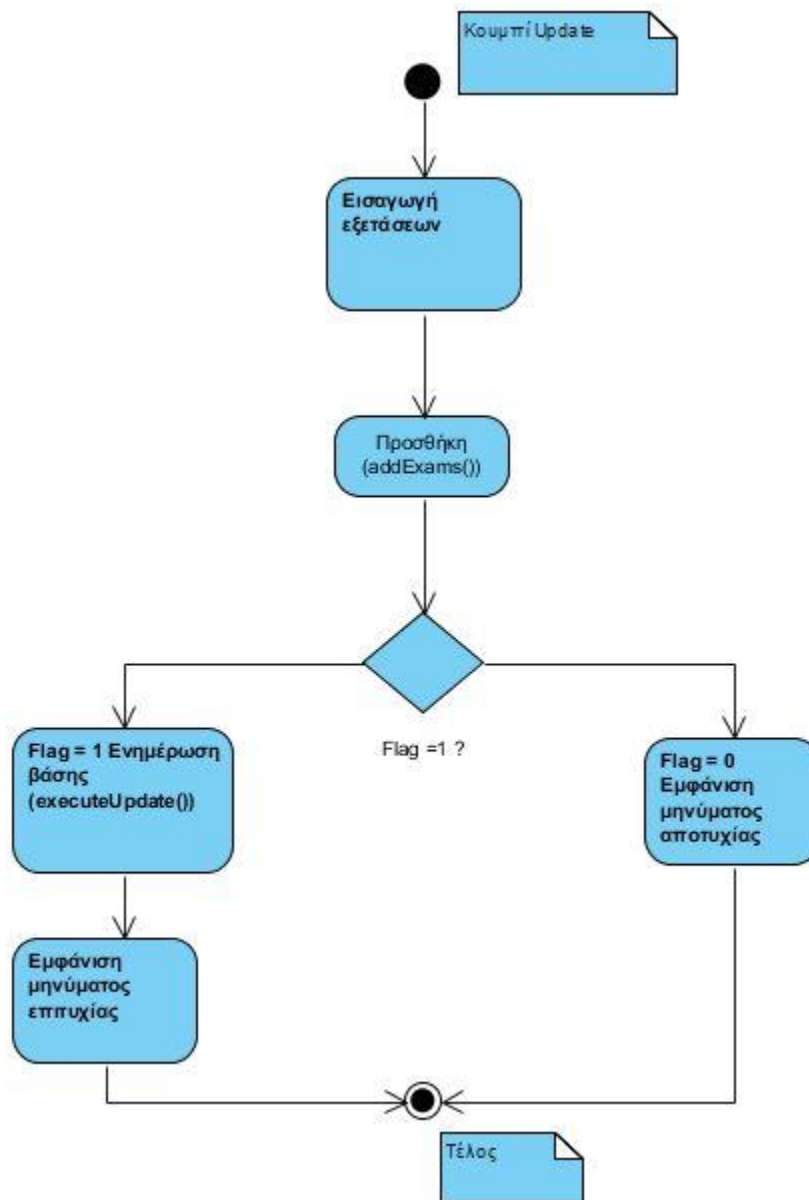 Κουμπί Update
Εισαγωγή
εξετάσεων
Προσθήκη
(addExams())
Flag =1 ?
Flag = 1 Ενημέρωση
βάσης
(executeUpdate())
Flag = 0
Εμφάνιση
μηνύματος
αποτυχίας
Εμφάνιση
μηνύματος
επιτυχίας
Τέλος